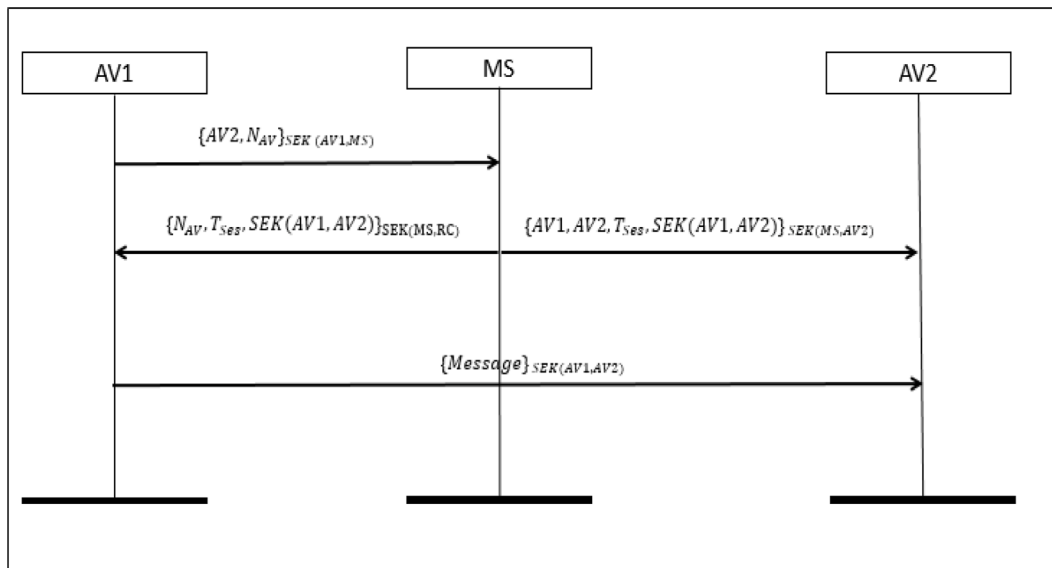 AV1
MS
AV2
{AV2, N_AV}_SEK (AV1,MS)
{N_AV, T_Ses, SEK(AV1, AV2)}_SEK(MS,RC)
{AV1, AV2, T_Ses, SEK(AV1, AV2)}_SEK(MS,AV2)
{Message}_SEK(AV1,AV2)